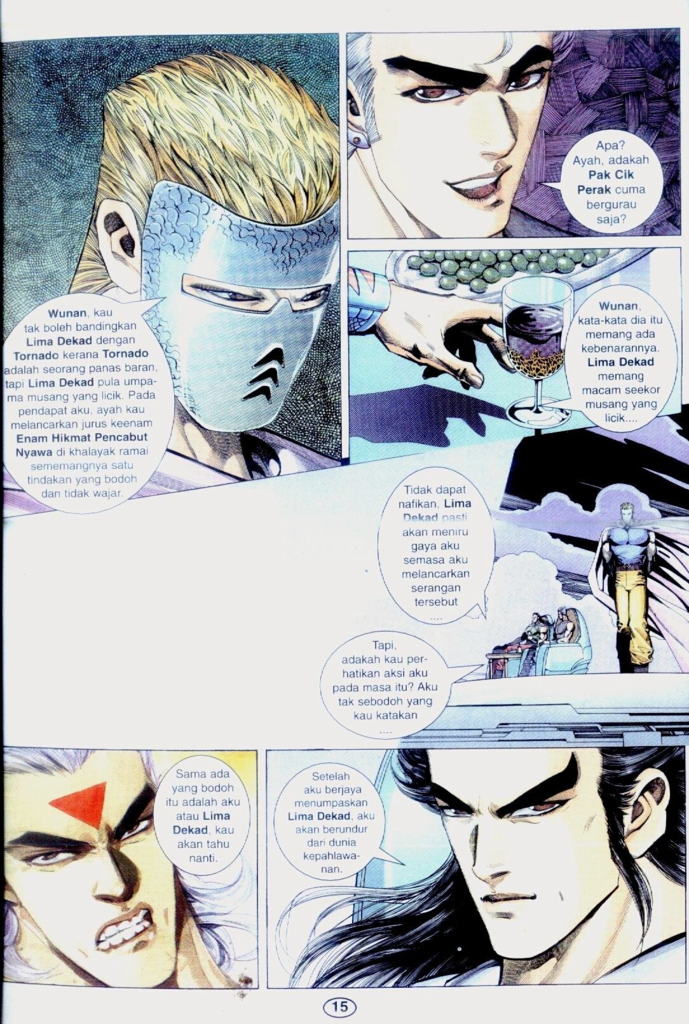 Wunan, kau
tak boleh bandingkan
Lima Dekad dengan
Tornado kerana Tornado
adalah seorang panas baran,
tapi Lima Dekad pula umpa-
ma musang yang licik. Pada
pendapat aku, ayah kau
melancarkan jurus keenam
Enam Hikmat Pencabut
Nyawa di khalayak ramai
sememangnya satu
tindakan yang bodoh
dan tidak wajar.
Apa?
Ayah, adakah
Pak Cik
Perak cuma
bergurau
saja?
Wunan,
kata-kata dia itu
memang ada
kebenarannya.
Lima Dekad
memang
macam seekor
musang yang
licik....
Tidak dapat
nafikan, Lima
Dekad pasti
akan meniru
gaya aku
semasa aku
melancarkan
serangan
tersebut
....
Tapi,
adakah kau per-
hatikan aksi aku
pada masa itu? Aku
tak sebodoh yang
kau katakan
....
Sama ada
yang bodoh
itu adalah aku
atau Lima
Dekad, kau
akan tahu
nanti.
Setelah
aku berjaya
menumpaskan
Lima Dekad, aku
akan berundur
dari dunia
kepahlawa-
nan.
15